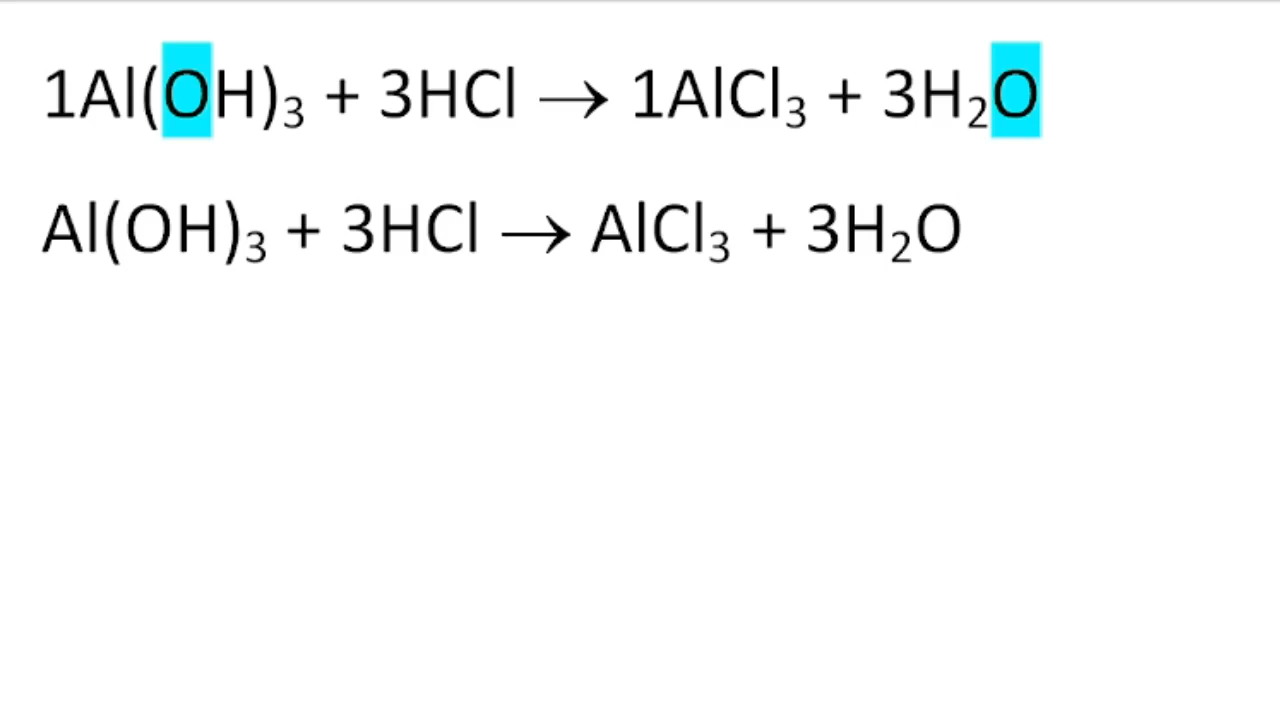 1Al(OH)₃ + 3HCl → 1AlCl₃ + 3H₂O
Al(OH)₃ + 3HCl → AlCl₃ + 3H₂O